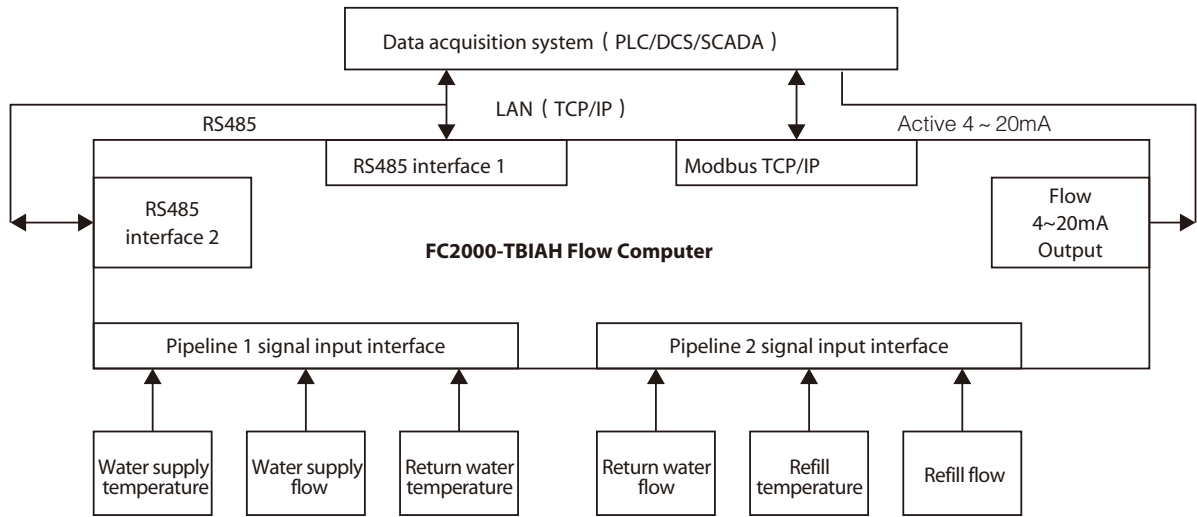 Data acquisition system ( PLC/DCS/SCADA )
LAN ( TCP/IP )
RS485
Active 4 ~ 20mA
RS485 interface 1
Modbus TCP/IP
RS485
interface 2
Flow
4~20mA
Output
FC2000-TBIAH Flow Computer
Pipeline 1 signal input interface
Pipeline 2 signal input interface
Water supply
temperature
Water supply
flow
Return water
temperature
Return water
flow
Refill
temperature
Refill flow